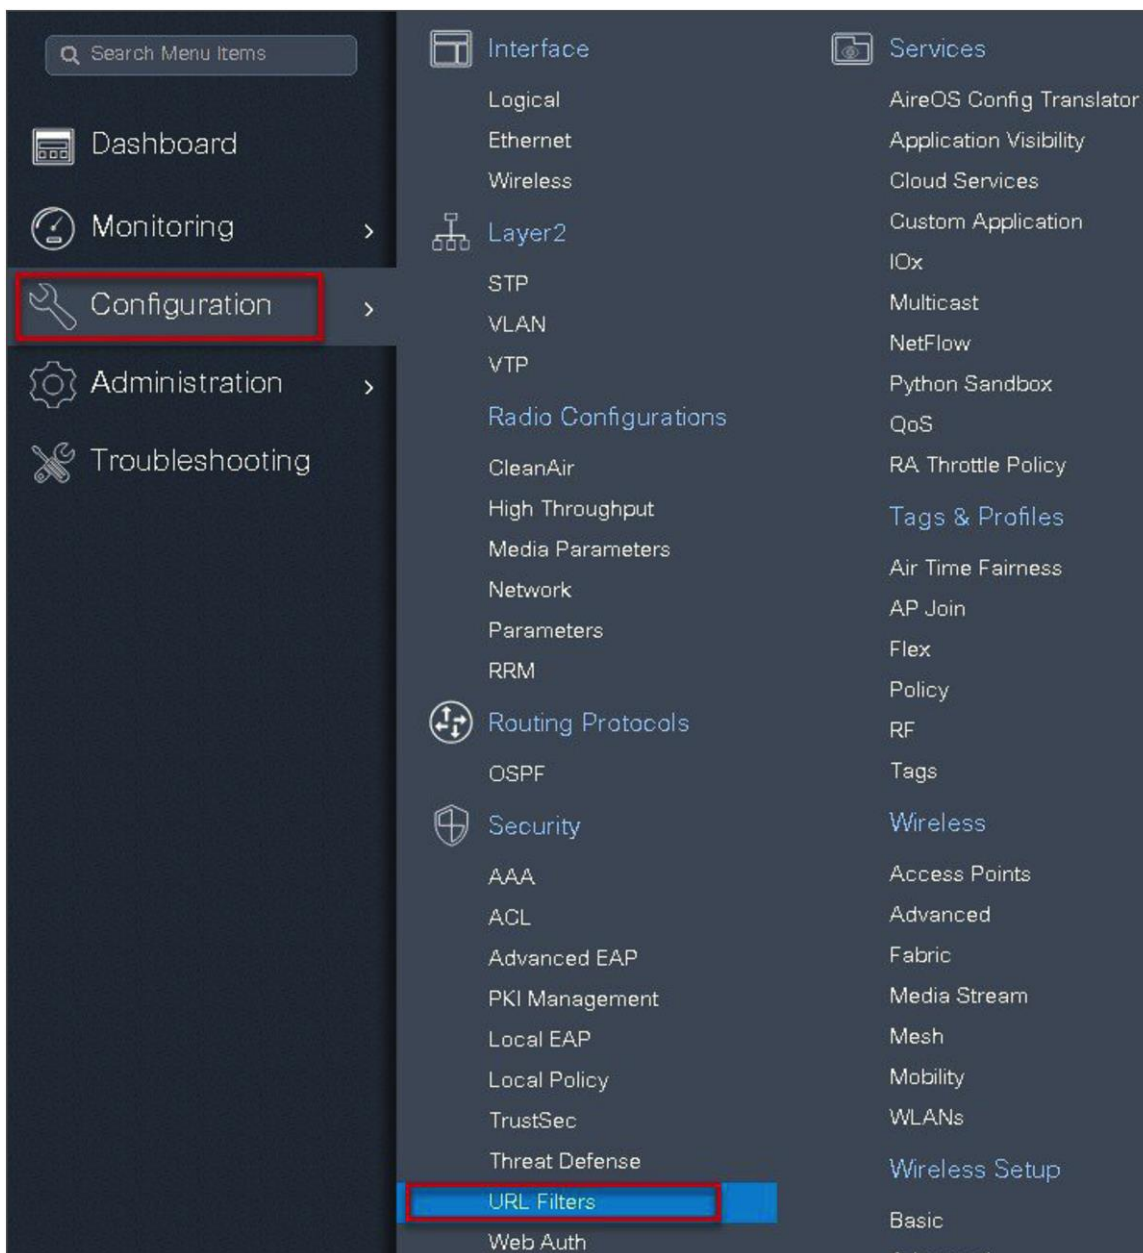 Search Menu Items
Dashboard
Monitoring
Configuration
Administration
Troubleshooting
Interface
Logical
Ethernet
Wireless
Layer2
STP
VLAN
VTP
Radio Configurations
CleanAir
High Throughput
Media Parameters
Network
Parameters
RRM
Routing Protocols
OSPF
Security
AAA
ACL
Advanced EAP
PKI Management
Local EAP
Local Policy
TrustSec
Threat Defense
URL Filters
Web Auth
Services
AireOS Config Translator
Application Visibility
Cloud Services
Custom Application
IOx
Multicast
NetFlow
Python Sandbox
QoS
RA Throttle Policy
Tags & Profiles
Air Time Fairness
AP Join
Flex
Policy
RF
Tags
Wireless
Access Points
Advanced
Fabric
Media Stream
Mesh
Mobility
WLANs
Wireless Setup
Basic